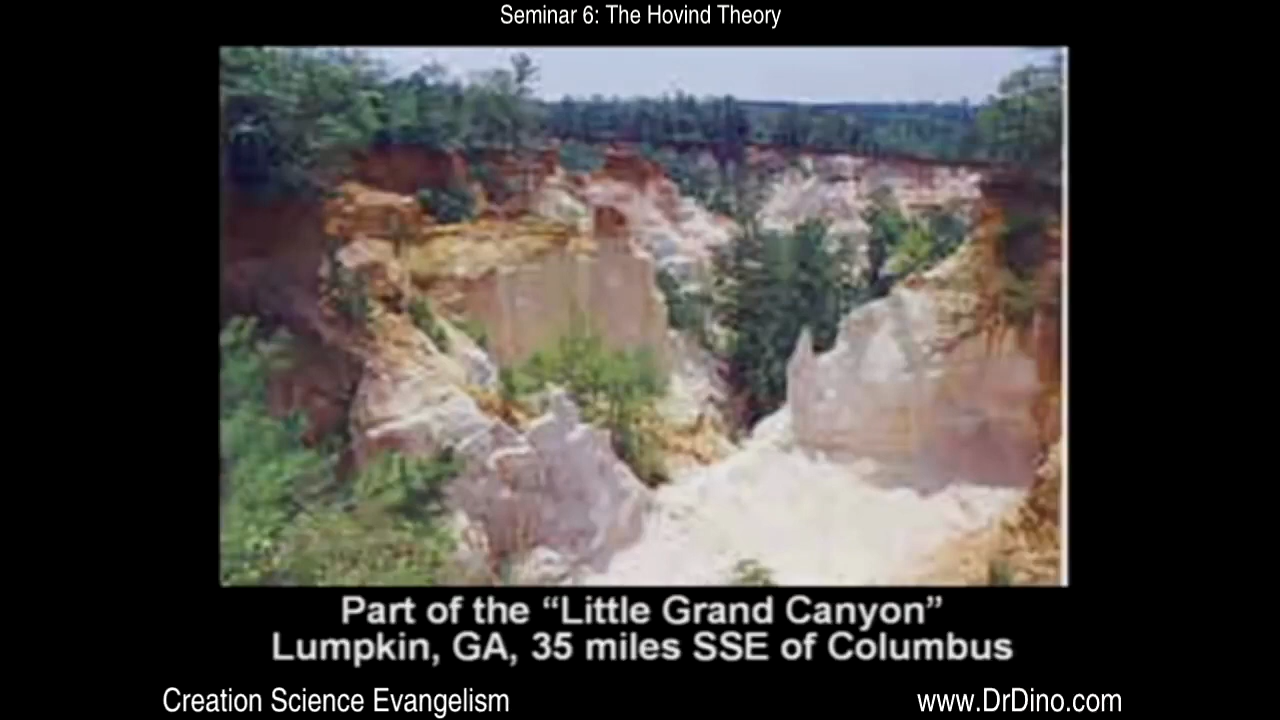 Seminar 6: The Hovind Theory
Part of the “Little Grand Canyon”
Lumpkin, GA, 35 miles SSE of Columbus
Creation Science Evangelism
www.DrDino.com